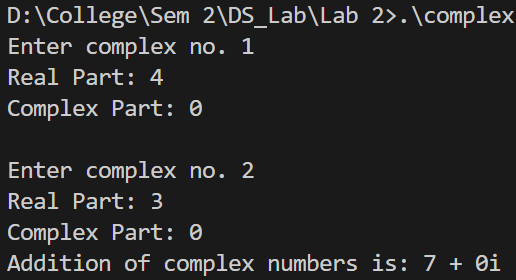 D:\College\Sem 2\DS_Lab\Lab 2>.\complex
Enter complex no. 1
Real Part: 4
Complex Part: 0
Enter complex no. 2
Real Part: 3
Complex Part: 0
Addition of complex numbers is: 7 + 0i